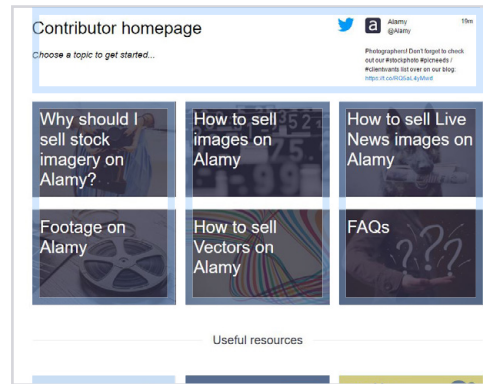 Contributor homepage
Choose a topic to get started...
a
Alamy
@Alamy
19m
Photographers! Don't forget to check
out our #stockphoto #picneeds /
#clientwants list over on our blog:
Why should I
sell stock
imagery on
Alamy?
How to sell
images on
Alamy
How to sell Live
News images on
Alamy
Footage on
Alamy
How to sell
Vectors on
Alamy
FAQs
???
Useful resources